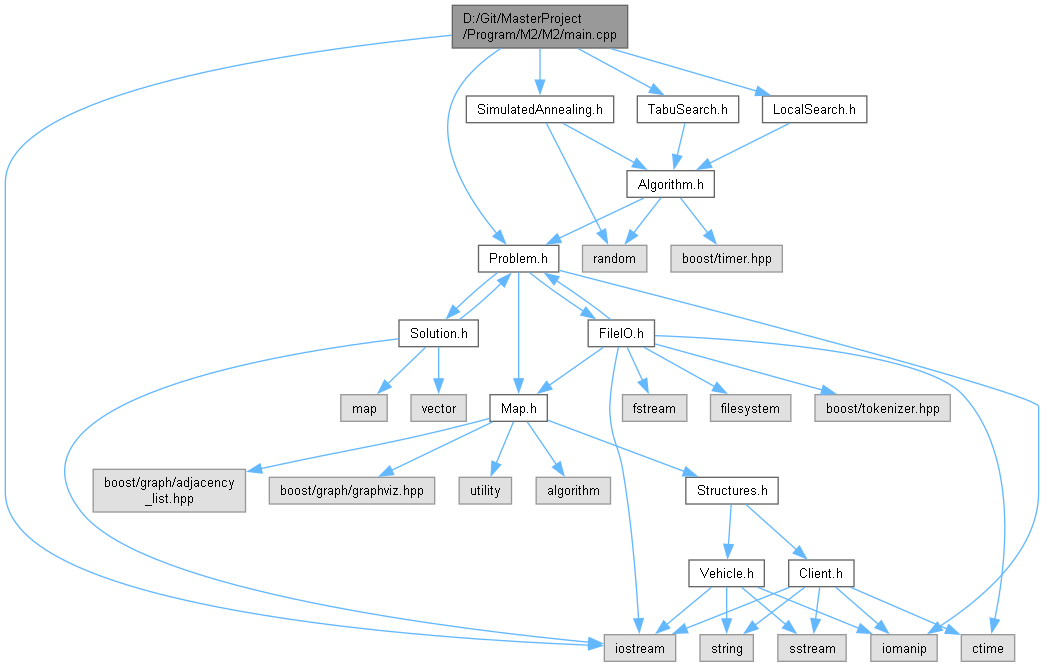 D:/Git/MasterProject
/Program/M2/M2/main.cpp
SimulatedAnnealing.h
TabuSearch.h
LocalSearch.h
Algorithm.h
Problem.h
random
boost/timer.hpp
Solution.h
FileIO.h
map
vector
Map.h
fstream
filesystem
boost/tokenizer.hpp
boost/graph/adjacency
_list.hpp
boost/graph/graphviz.hpp
utility
algorithm
Structures.h
Vehicle.h
Client.h
iostream
string
sstream
iomanip
ctime